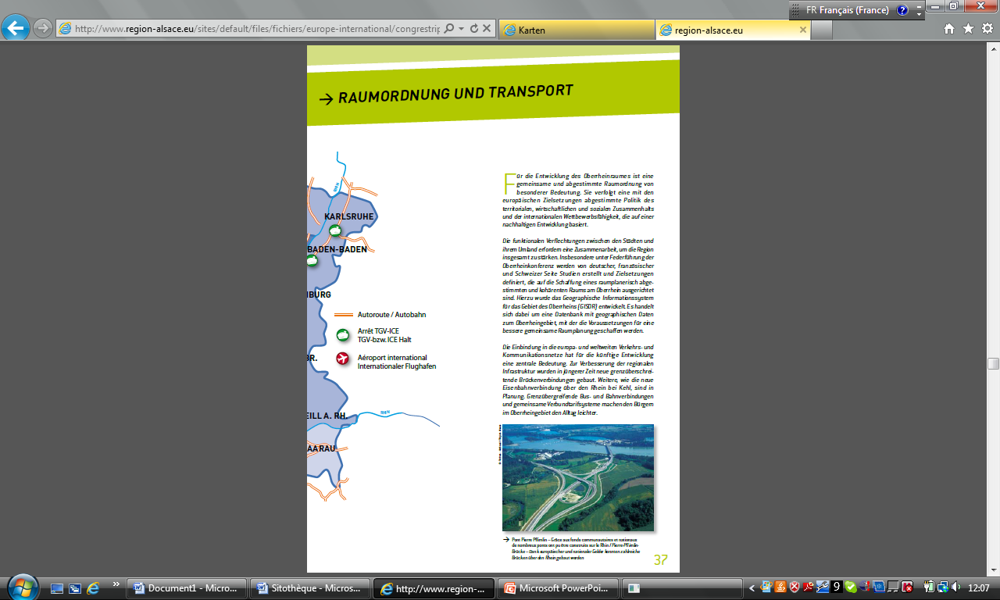 FR Français (France)
http://www.region-alsace.eu/sites/default/files/fichiers/europe-international/congrestrip
Karten
region-alsace.eu
→ RAUMORDNUNG UND TRANSPORT
RHIN
KARLSRUHE
BADEN-BADEN
BURG
BR.
EILL A. RH.
RHEIN
AARAU
Autoroute / Autobahn
Arrêt TGV-ICE
TGV-bzw. ICE Halt
Aéroport international
Internationaler Flughafen
Für die Entwicklung des Oberrheinraumes ist eine
gemeinsame und abgestimmte Raumordnung von
besonderer Bedeutung. Sie verfolgt eine mit den
europäischen Zielsetzungen abgestimmte Politik des
territorialen, wirtschaftlichen und sozialen Zusammenhalts
und der internationalen Wettbewerbsfähigkeit, die auf einer
nachhaltigen Entwicklung basiert.
Die funktionalen Verflechtungen zwischen den Städten und
ihrem Umland erfordern eine Zusammenarbeit, um die Region
insgesamt zu stärken. Insbesondere unter Federführung der
Oberrheinkonferenz werden von deutscher, französischer
und Schweizer Seite Studien erstellt und Zielsetzungen
definiert, die auf die Schaffung eines raumplanerisch abge-
stimmten und kohärenten Raums am Oberrhein ausgerichtet
sind. Hierzu wurde das Geographische Informationssystem
für das Gebiet des Oberrheins (GISOR) entwickelt. Es handelt
sich dabei um eine Datenbank mit geographischen Daten
zum Oberrheingebiet, mit der die Voraussetzungen für eine
bessere gemeinsame Raumplanung geschaffen werden.
Die Einbindung in die europa- und weltweiten Verkehrs- und
Kommunikationsnetze hat für die künftige Entwicklung
eine zentrale Bedeutung. Zur Verbesserung der regionalen
Infrastruktur wurden in jüngerer Zeit neue grenzüberschrei-
tende Brückenverbindungen gebaut. Weitere, wie die neue
Eisenbahnverbindung über den Rhein bei Kehl, sind in
Planung. Grenzübergreifende Bus- und Bahnverbindungen
und gemeinsame Verbundtarifsysteme machen den Bürgern
im Oberrheingebiet den Alltag leichter.
→ Pont Pierre Pflimlin – Grâce aux fonds communautaires et nationaux
de nombreux ponts ont pu être construits sur le Rhin / Pierre-Pflimlin-
Brücke – Dank europäischer und nationaler Gelder konnten zahlreiche
Brücken über den Rhein gebaut werden
37
Document1 - Micro...
Sitothèque - Micros...
http://www.region-...
Microsoft PowerPoi...
9
12:07